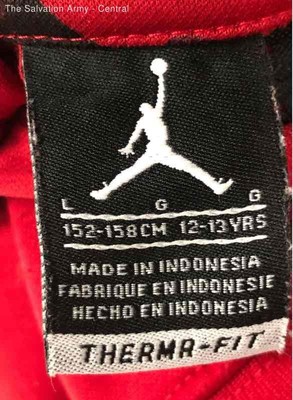 The Salvation Army - Central
L G G
152-158CM 12-13YRS
MADE IN INDONESIA
FABRIQUE EN INDONESIE
HECHO EN INDONESIA
THERMA-FIT